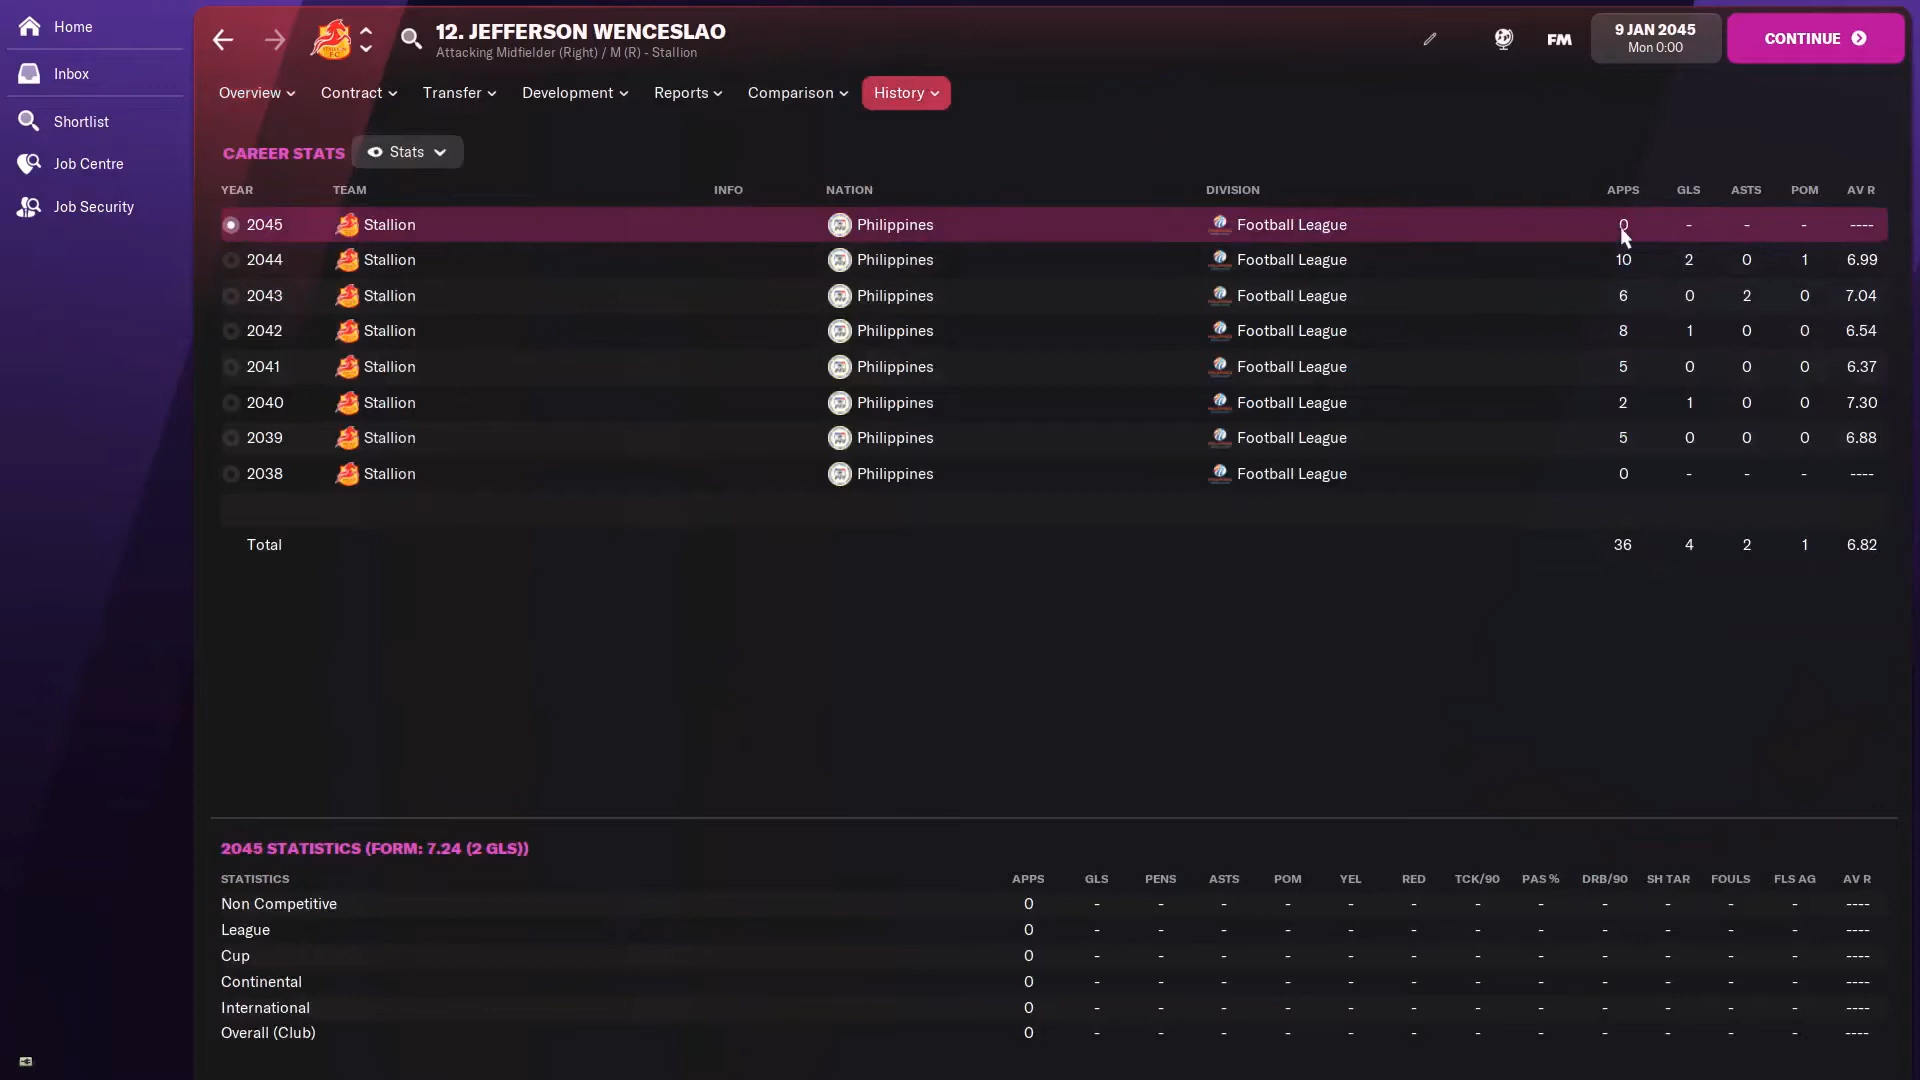 Home
Inbox
Shortlist
Job Centre
Job Security
12. JEFFERSON WENCESLAO
Attacking Midfielder (Right) / M (R) - Stallion
FM
9 JAN 2045
Mon 0:00
CONTINUE
Overview Contract Transfer Development Reports Comparison History
CAREER STATS Stats
YEAR TEAM INFO NATION DIVISION APPS GLS ASTS POM AV R
2045 Stallion Philippines Football League 0 - - - ----
2044 Stallion Philippines Football League 10 2 0 1 6.99
2043 Stallion Philippines Football League 6 0 2 0 7.04
2042 Stallion Philippines Football League 8 1 0 0 6.54
2041 Stallion Philippines Football League 5 0 0 0 6.37
2040 Stallion Philippines Football League 2 1 0 0 7.30
2039 Stallion Philippines Football League 5 0 0 0 6.88
2038 Stallion Philippines Football League 0 - - - ----
Total 36 4 2 1 6.82
2045 STATISTICS (FORM: 7.24 (2 GLS))
STATISTICS APPS GLS PENS ASTS POM YEL RED TCK/90 PAS % DRB/90 SH TAR FOULS FLS AG AV R
Non Competitive 0 - - - - - - - - - - - - ----
League 0 - - - - - - - - - - - - ----
Cup 0 - - - - - - - - - - - - ----
Continental 0 - - - - - - - - - - - - ----
International 0 - - - - - - - - - - - - ----
Overall (Club) 0 - - - - - - - - - - - - ----